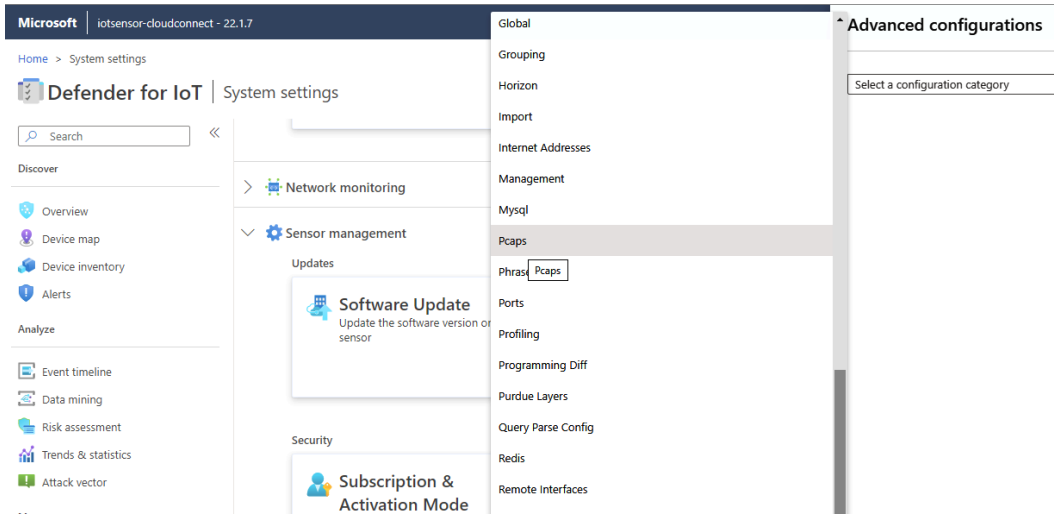 Microsoft iotsensor-cloudconnect - 22.1.7
Home > System settings
Defender for IoT | System settings
Search
Discover
Overview
Device map
Device inventory
Alerts
Analyze
Event timeline
Data mining
Risk assessment
Trends & statistics
Attack vector
Network monitoring
Sensor management
Updates
Software Update
Update the software version on
sensor
Security
Subscription &
Activation Mode
Global
Grouping
Horizon
Import
Internet Addresses
Management
Mysql
Pcaps
Phrase
Pcaps
Ports
Profiling
Programming Diff
Purdue Layers
Query Parse Config
Redis
Remote Interfaces
Advanced configurations
Select a configuration category